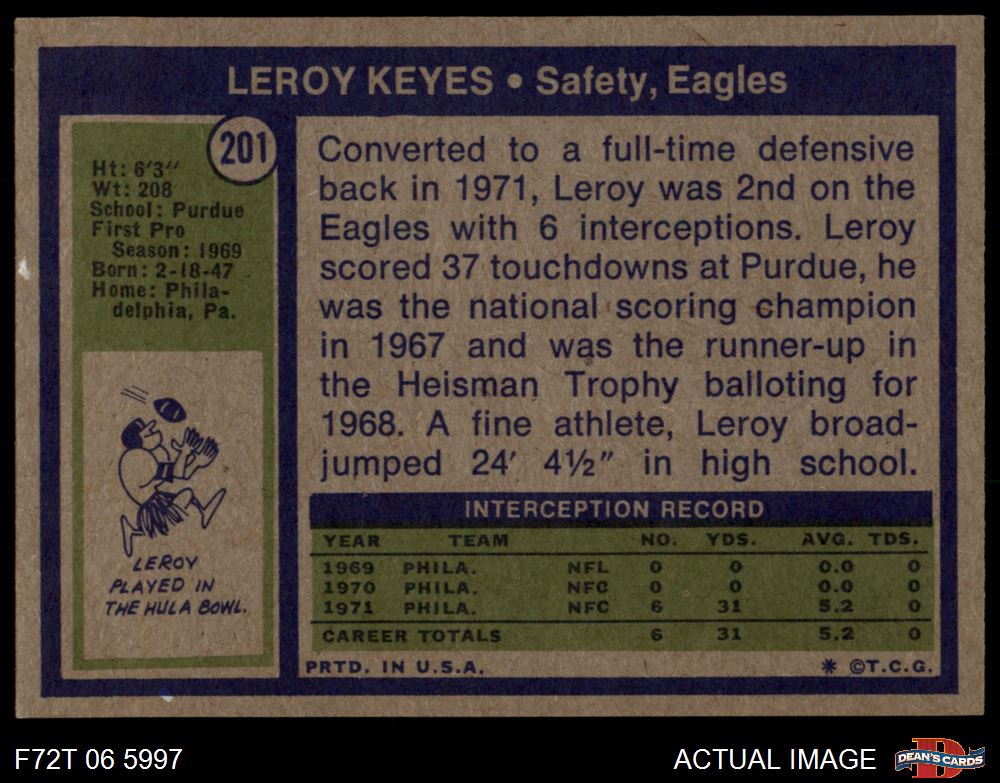 LEROY KEYES • Safety, Eagles
201
Ht: 6'3"
Wt: 208
School: Purdue
First Pro
Season: 1969
Born: 2-18-47
Home: Phila-
delphia, Pa.
LEROY
PLAYED IN
THE HULA BOWL.
Converted to a full-time defensive
back in 1971, Leroy was 2nd on the
Eagles with 6 interceptions. Leroy
scored 37 touchdowns at Purdue, he
was the national scoring champion
in 1967 and was the runner-up in
the Heisman Trophy balloting for
1968. A fine athlete, Leroy broad-
jumped 24' 4½" in high school.
INTERCEPTION RECORD
YEAR TEAM NO. YDS. AVG. TDS.
1969 PHILA. NFL 0 0 0.0 0
1970 PHILA. NFC 0 0 0.0 0
1971 PHILA. NFC 6 31 5.2 0
CAREER TOTALS 6 31 5.2 0
PRTD. IN U.S.A. * ©T.C.G.
F72T 06 5997 ACTUAL IMAGE D DEAN'S CARDS